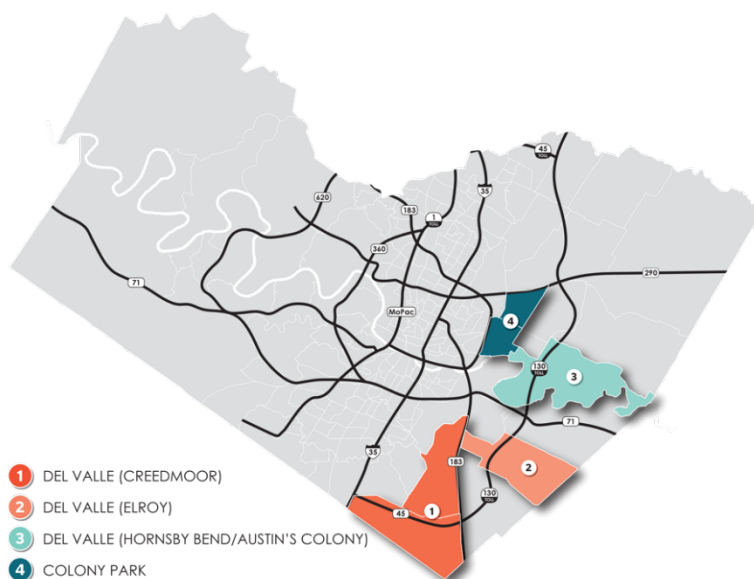 45
TOLL
35
620
183
1
TOLL
360
290
71
MoPac
4
130
TOLL
3
71
35
183
2
130
TOLL
45
1
1 DEL VALLE (CREEDMOOR)
2 DEL VALLE (ELROY)
3 DEL VALLE (HORNSBY BEND/AUSTIN'S COLONY)
4 COLONY PARK